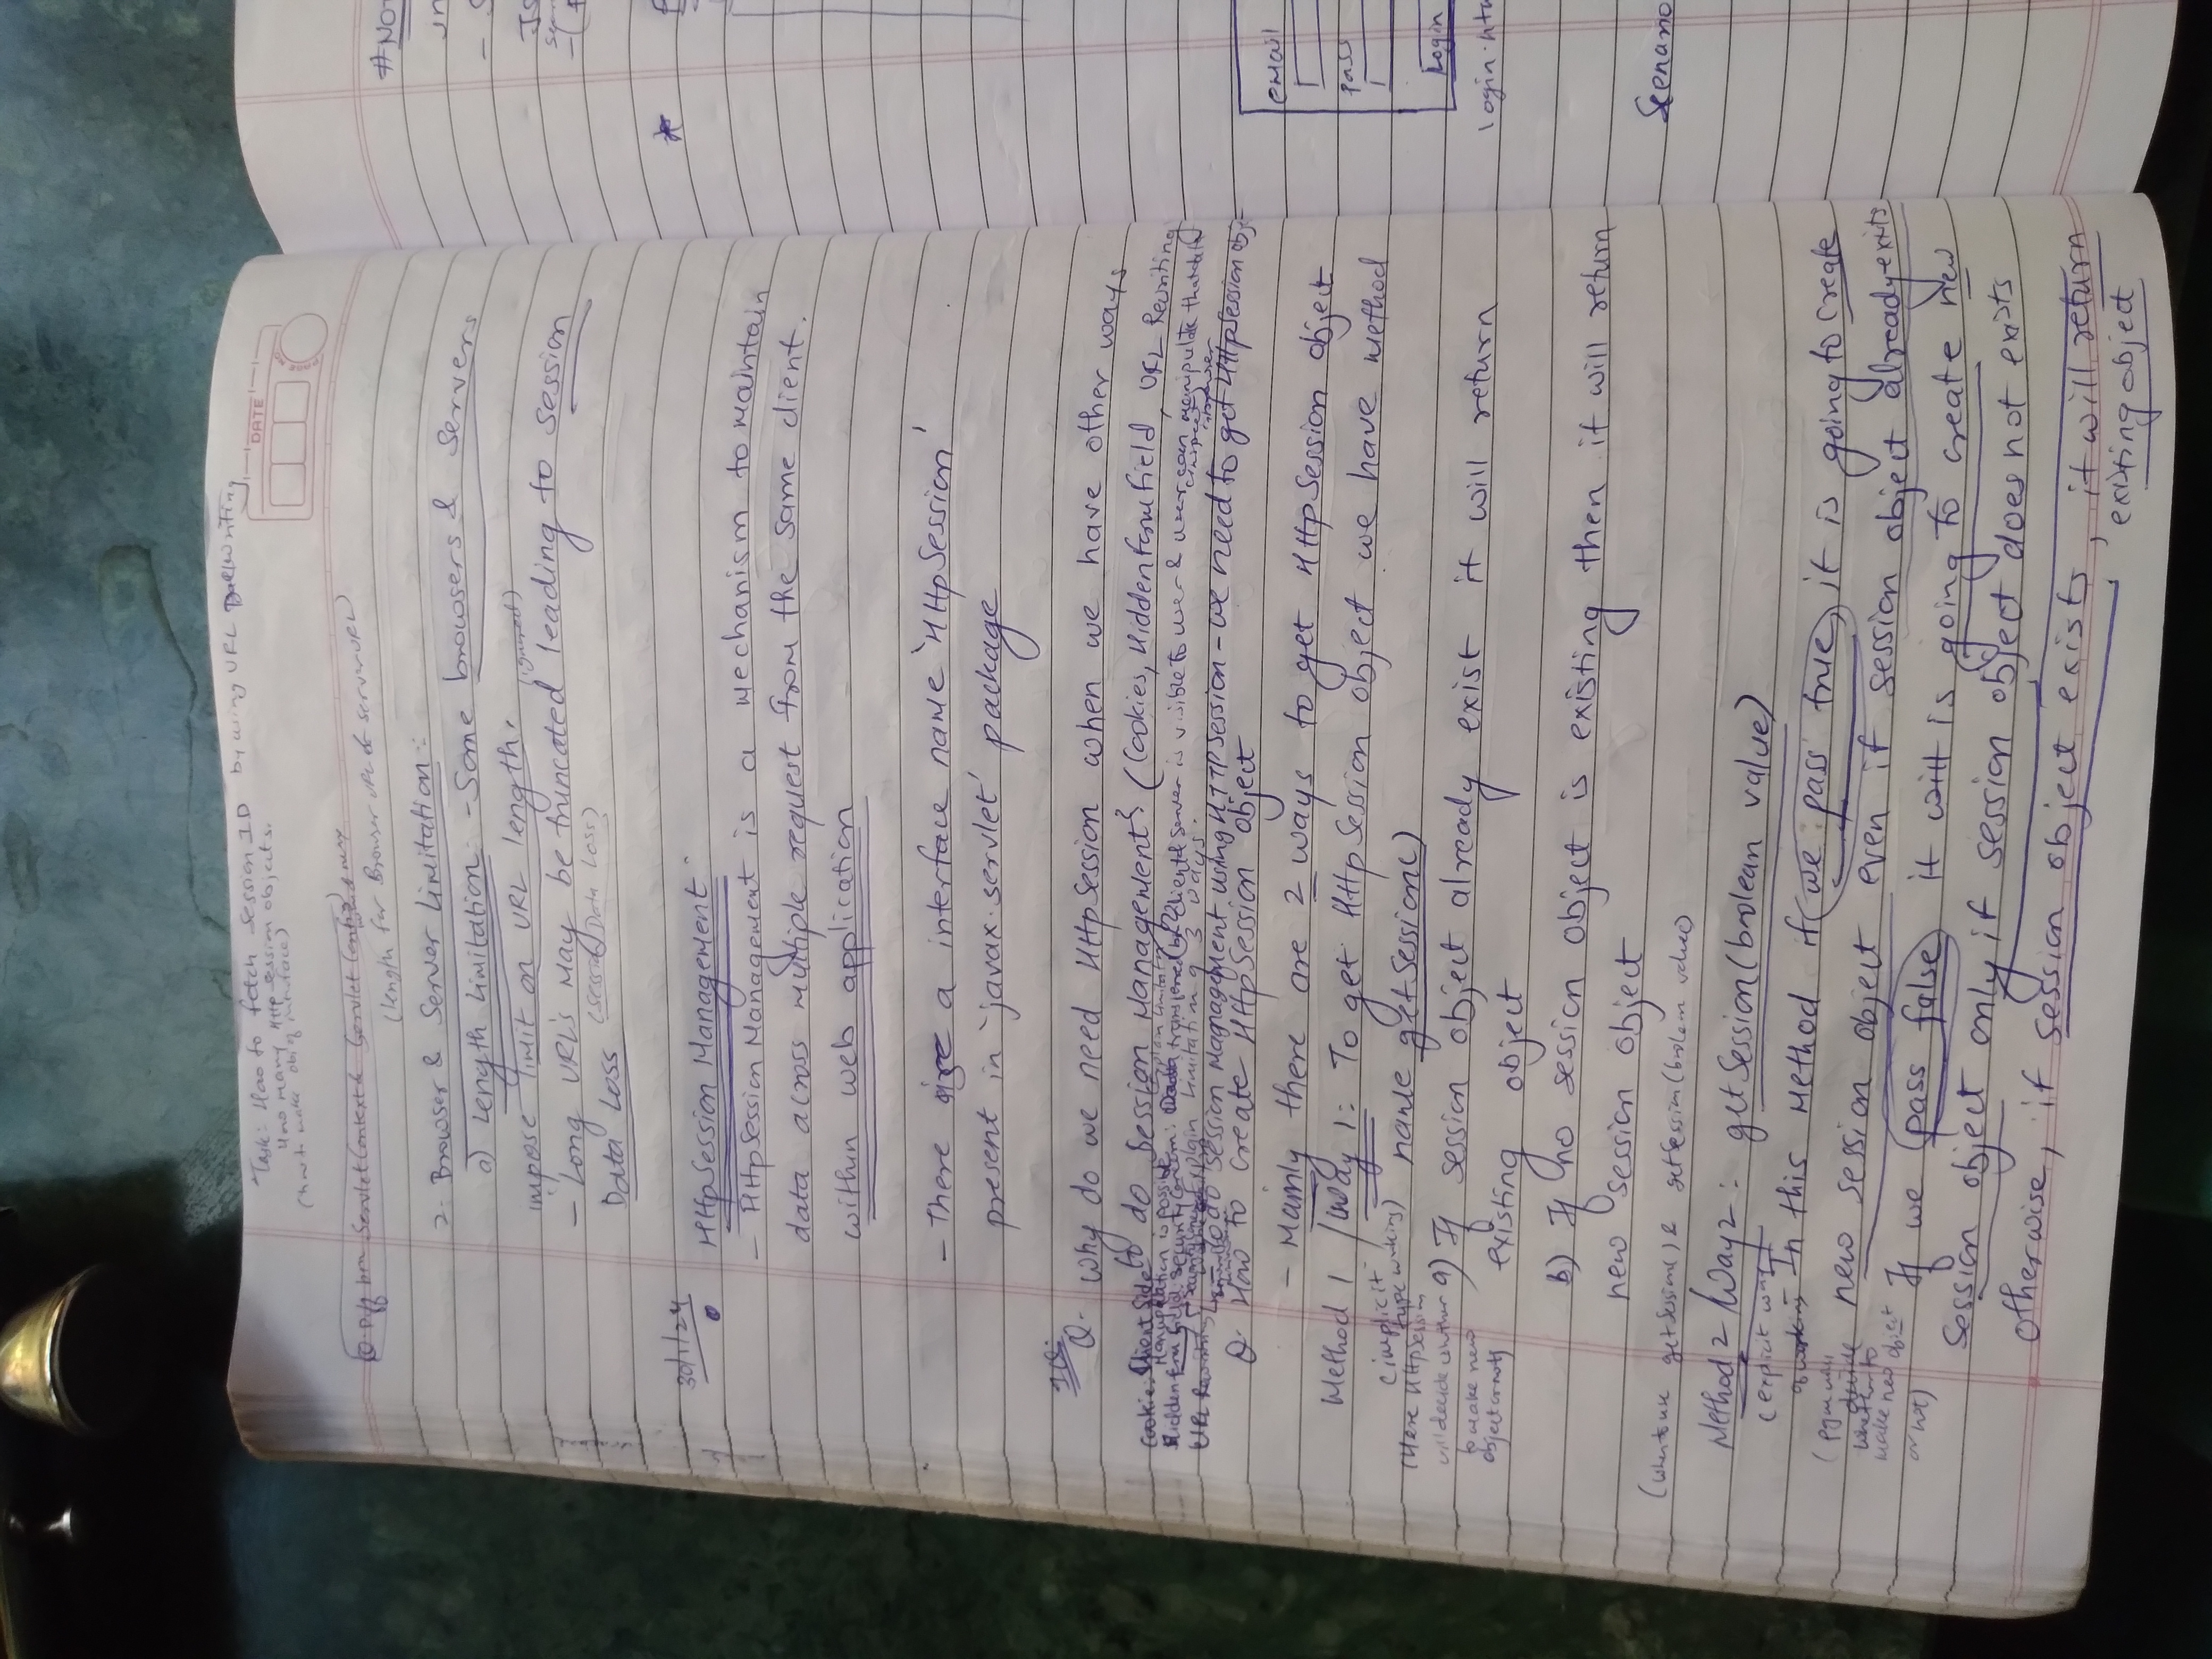 Task: How to fetch Session ID by using URL Rewriting
How many Http session objects.
(how to make obj of interface)
DATE
PAGE NO.
Q. Diff btn ServletContext & Servlet Config
(length for Browser URL & server URL)
2. Browser & Server Limitation:
a) Length Limitation - Some browsers & servers
impose limit on URL length.
(ignored)
- Long URL's May be truncated leading to session
Data Loss (Session Data Loss)
30/1/24
HttpSession Management
- HttpSession Management is a mechanism to maintain
data across multiple request from the same client.
within web application
- There is a interface name 'HttpSession'
present in 'javax.servlet' package
Q. Why do we need HttpSession when we have other ways
to do Session Management? (Cookies, Hidden form field, URL Rewriting
Cookie: Client Side
Manipulation is possible
Hidden form field: Security Concern: Data transferred btn client & server is visible to user & user can manipulate that data
URL Rewriting
Explain limitation of 3 ways.
- To do session Management using HTTPSession - we need to get HttpSession obj
Q. How to create HttpSession object
- Mainly there are 2 ways to get HttpSession object
Method 1 / Way 1: To get HttpSession object we have method
(implicit type working) name getSession()
(Here HttpSession
will decide whether
to make new
object or not)
a) If session object already exist it will return
existing object
b) If no session object is existing then it will return
new session object
(when to use getSession() & getSession(boolean value)
Method 2 / Way 2: getSession(boolean value)
(explicit way
of working
- In this method if we pass true, it is going to create
(pgm will
decide
whether to
make new object
or not)
new session object even if session object already exits
If we pass false it will is going to create new
session object only if session object does not exists
otherwise, if session object exists, it will return
existing object
#NO
email
pass
Login
login.ht
Scenario